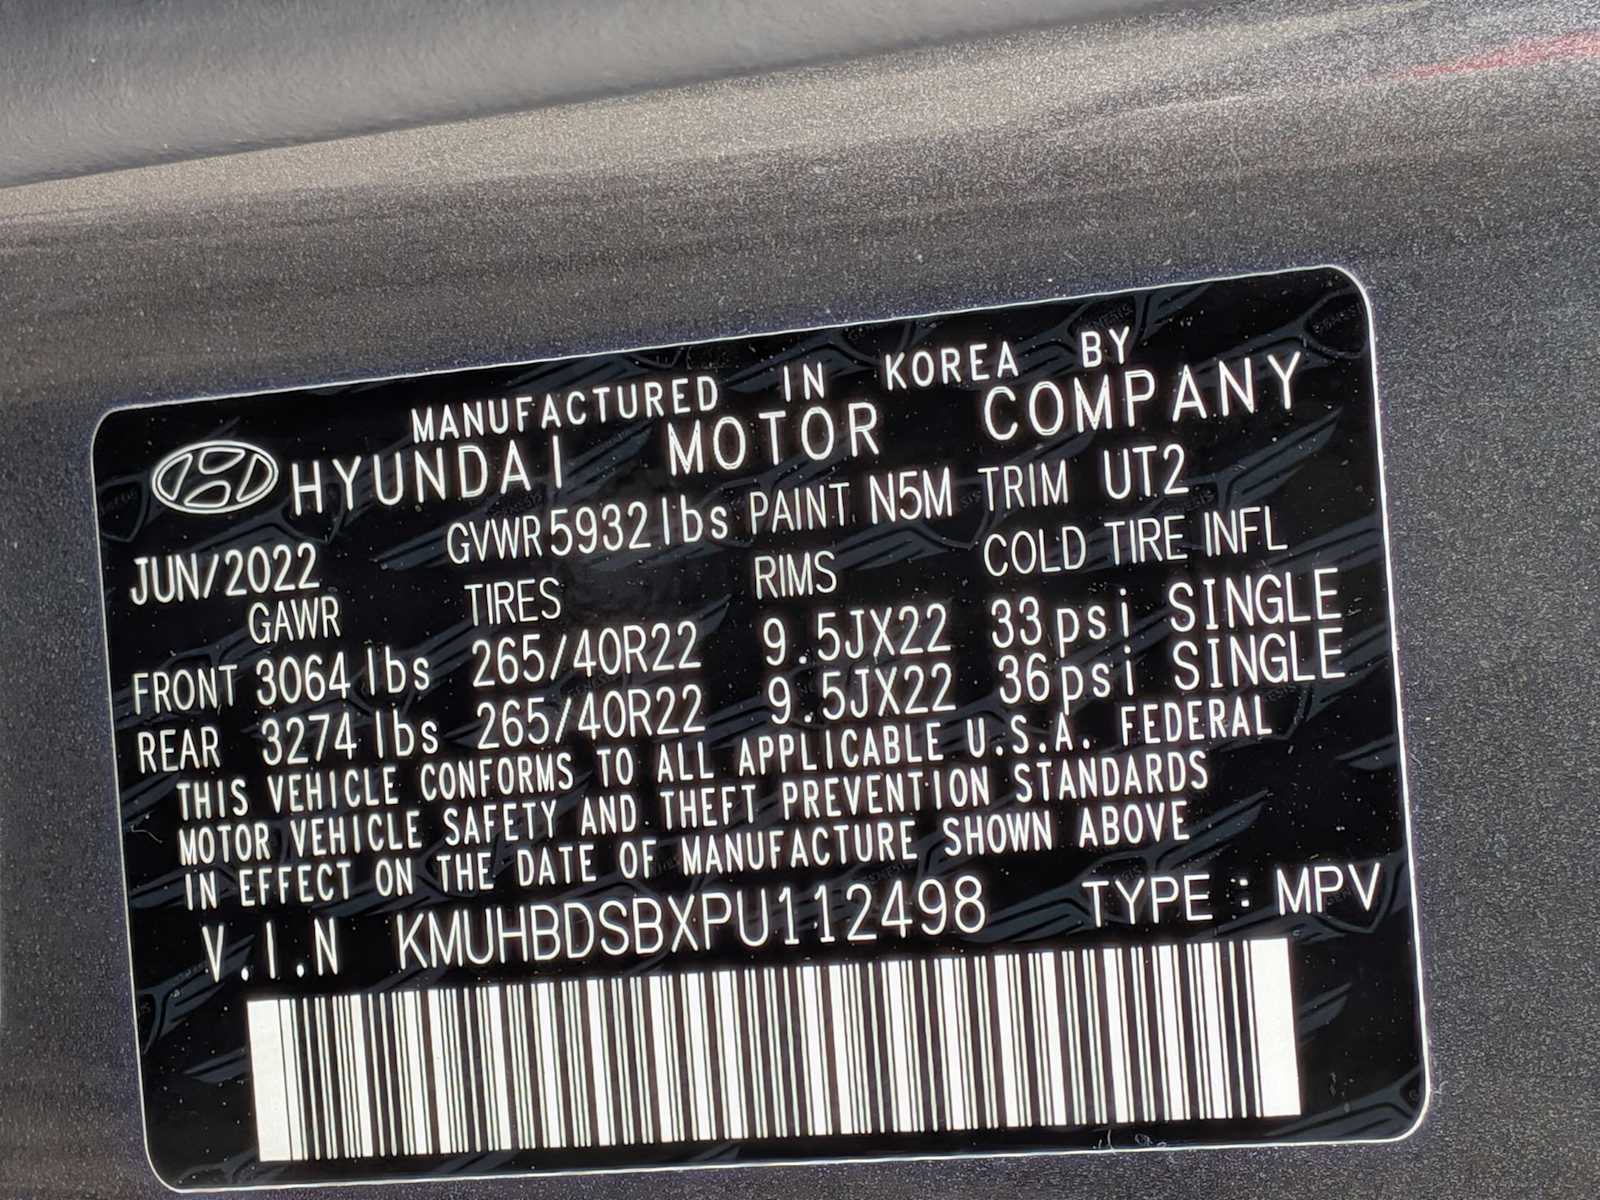 MANUFACTURED IN KOREA BY
HYUNDAI MOTOR COMPANY
JUN/2022 GVWR 5932 lbs PAINT N5M TRIM UT2
GAWR TIRES RIMS COLD TIRE INFL
FRONT 3064 lbs 265/40R22 9.5JX22 33 psi SINGLE
REAR 3274 lbs 265/40R22 9.5JX22 36 psi SINGLE
THIS VEHICLE CONFORMS TO ALL APPLICABLE U.S.A. FEDERAL
MOTOR VEHICLE SAFETY AND THEFT PREVENTION STANDARDS
IN EFFECT ON THE DATE OF MANUFACTURE SHOWN ABOVE
V.I.N KMUHBDSBXPU112498 TYPE : MPV